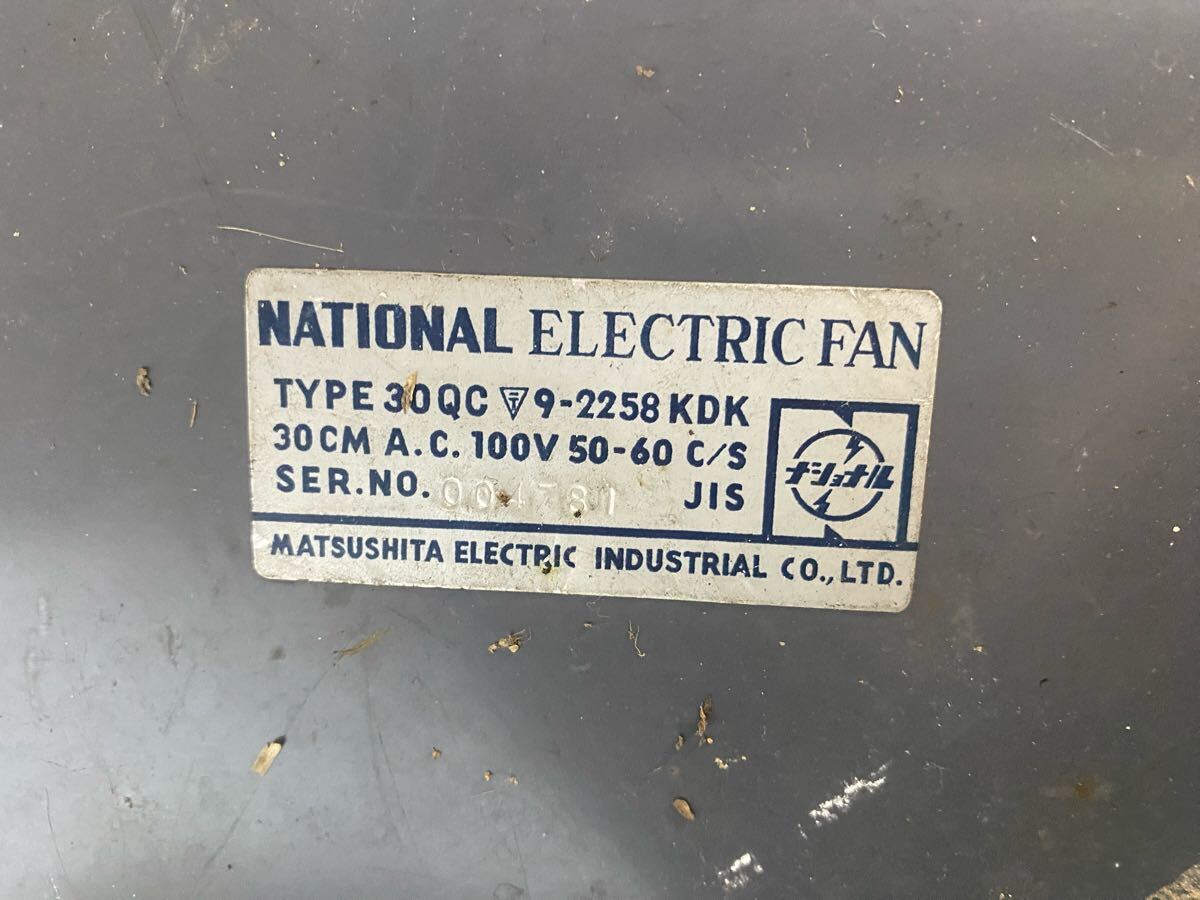 NATIONAL ELECTRIC FAN
TYPE 30QC 〒 9-2258 KDK
30CM A.C. 100V 50-60 C/S
SER.NO. 004781 JIS
ナショナル
MATSUSHITA ELECTRIC INDUSTRIAL CO., LTD.